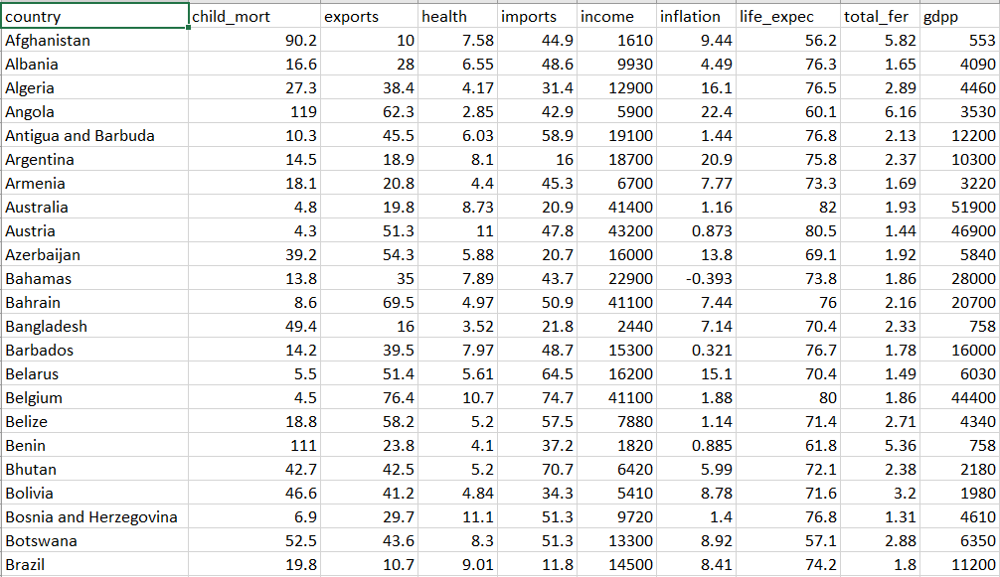 country child_mort exports health imports income inflation life_expec total_fer gdpp
Afghanistan 90.2 10 7.58 44.9 1610 9.44 56.2 5.82 553
Albania 16.6 28 6.55 48.6 9930 4.49 76.3 1.65 4090
Algeria 27.3 38.4 4.17 31.4 12900 16.1 76.5 2.89 4460
Angola 119 62.3 2.85 42.9 5900 22.4 60.1 6.16 3530
Antigua and Barbuda 10.3 45.5 6.03 58.9 19100 1.44 76.8 2.13 12200
Argentina 14.5 18.9 8.1 16 18700 20.9 75.8 2.37 10300
Armenia 18.1 20.8 4.4 45.3 6700 7.77 73.3 1.69 3220
Australia 4.8 19.8 8.73 20.9 41400 1.16 82 1.93 51900
Austria 4.3 51.3 11 47.8 43200 0.873 80.5 1.44 46900
Azerbaijan 39.2 54.3 5.88 20.7 16000 13.8 69.1 1.92 5840
Bahamas 13.8 35 7.89 43.7 22900 -0.393 73.8 1.86 28000
Bahrain 8.6 69.5 4.97 50.9 41100 7.44 76 2.16 20700
Bangladesh 49.4 16 3.52 21.8 2440 7.14 70.4 2.33 758
Barbados 14.2 39.5 7.97 48.7 15300 0.321 76.7 1.78 16000
Belarus 5.5 51.4 5.61 64.5 16200 15.1 70.4 1.49 6030
Belgium 4.5 76.4 10.7 74.7 41100 1.88 80 1.86 44400
Belize 18.8 58.2 5.2 57.5 7880 1.14 71.4 2.71 4340
Benin 111 23.8 4.1 37.2 1820 0.885 61.8 5.36 758
Bhutan 42.7 42.5 5.2 70.7 6420 5.99 72.1 2.38 2180
Bolivia 46.6 41.2 4.84 34.3 5410 8.78 71.6 3.2 1980
Bosnia and Herzegovina 6.9 29.7 11.1 51.3 9720 1.4 76.8 1.31 4610
Botswana 52.5 43.6 8.3 51.3 13300 8.92 57.1 2.88 6350
Brazil 19.8 10.7 9.01 11.8 14500 8.41 74.2 1.8 11200